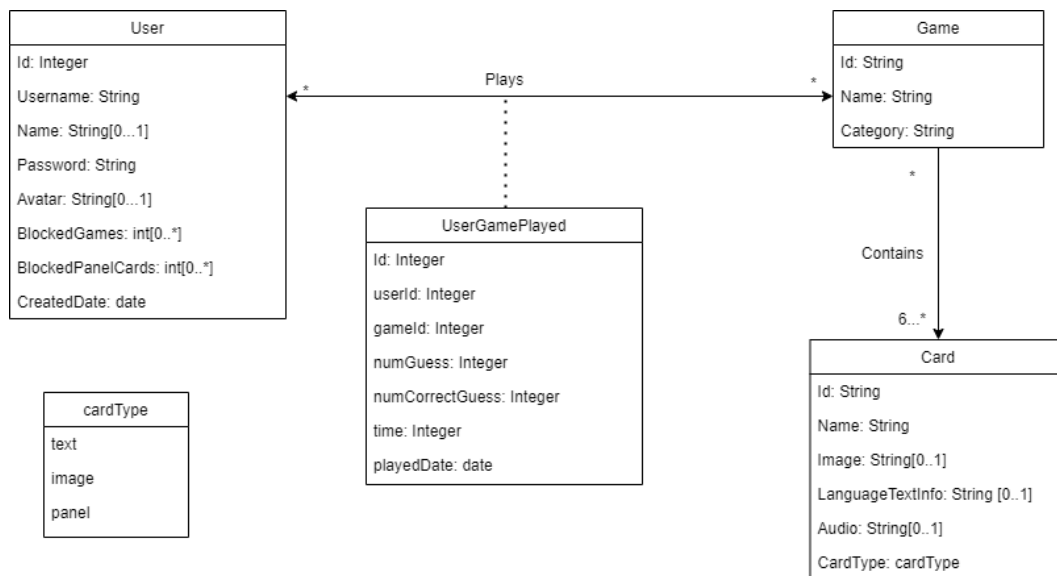 User
Id: Integer
Username: String
Name: String[0...1]
Password: String
Avatar: String[0...1]
BlockedGames: int[0..*]
BlockedPanelCards: int[0..*]
CreatedDate: date
*
Plays
*
Game
Id: String
Name: String
Category: String
*
Contains
6...*
UserGamePlayed
Id: Integer
userId: Integer
gameId: Integer
numGuess: Integer
numCorrectGuess: Integer
time: Integer
playedDate: date
cardType
text
image
panel
Card
Id: String
Name: String
Image: String[0..1]
LanguageTextInfo: String [0..1]
Audio: String[0..1]
CardType: cardType